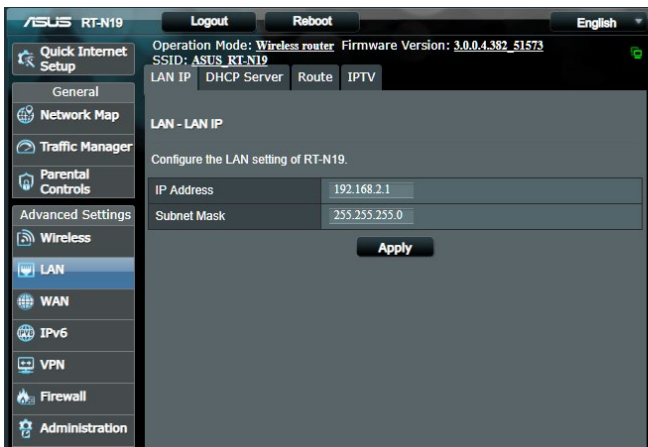 ASUS RT-N19 Logout Reboot English
Quick Internet Setup
Operation Mode: Wireless router Firmware Version: 3.0.0.4.382_51573
SSID: ASUS_RT-N19
LAN IP DHCP Server Route IPTV
General
Network Map
Traffic Manager
Parental Controls
Advanced Settings
Wireless
LAN
WAN
IPv6
VPN
Firewall
Administration
LAN - LAN IP
Configure the LAN setting of RT-N19.
IP Address 192.168.2.1
Subnet Mask 255.255.255.0
Apply